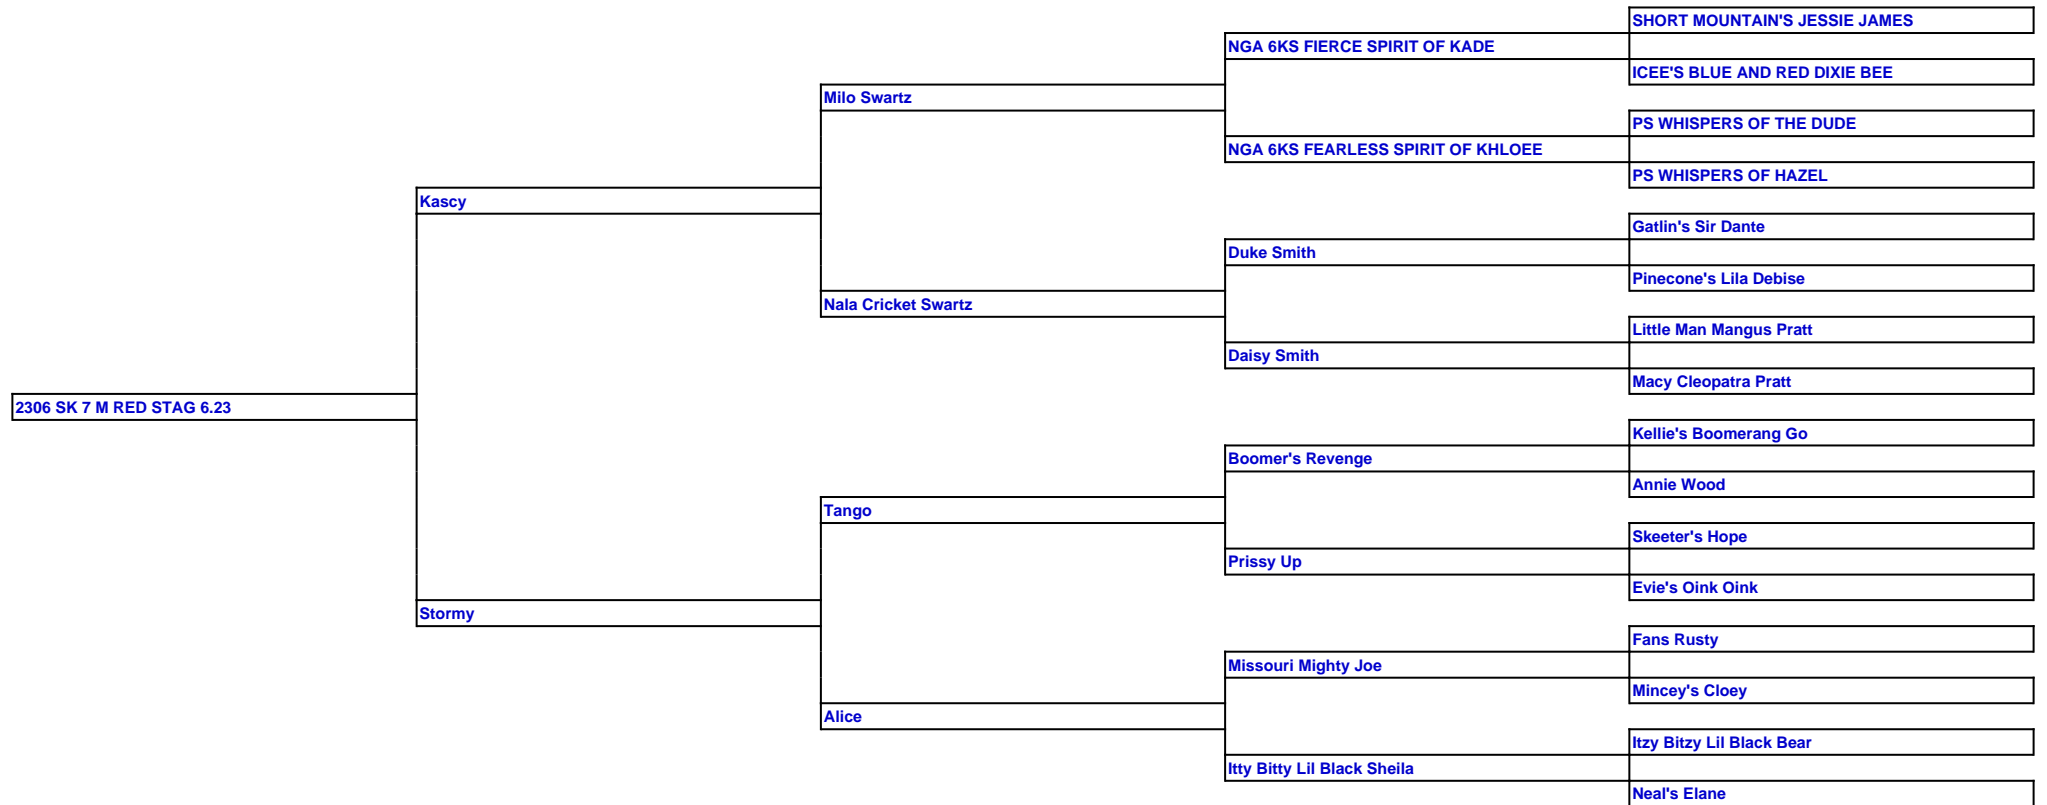 SHORT MOUNTAIN'S JESSIE JAMES
NGA 6KS FIERCE SPIRIT OF KADE
ICEE'S BLUE AND RED DIXIE BEE
Milo Swartz
PS WHISPERS OF THE DUDE
NGA 6KS FEARLESS SPIRIT OF KHLOEE
PS WHISPERS OF HAZEL
Kascy
Gatlin's Sir Dante
Duke Smith
Pinecone's Lila Debise
Nala Cricket Swartz
Little Man Mangus Pratt
Daisy Smith
Macy Cleopatra Pratt
2306 SK 7 M RED STAG 6.23
Kellie's Boomerang Go
Boomer's Revenge
Annie Wood
Tango
Skeeter's Hope
Prissy Up
Evie's Oink Oink
Stormy
Fans Rusty
Missouri Mighty Joe
Mincey's Cloey
Alice
Itzy Bitzy Lil Black Bear
Itty Bitty Lil Black Sheila
Neal's Elane